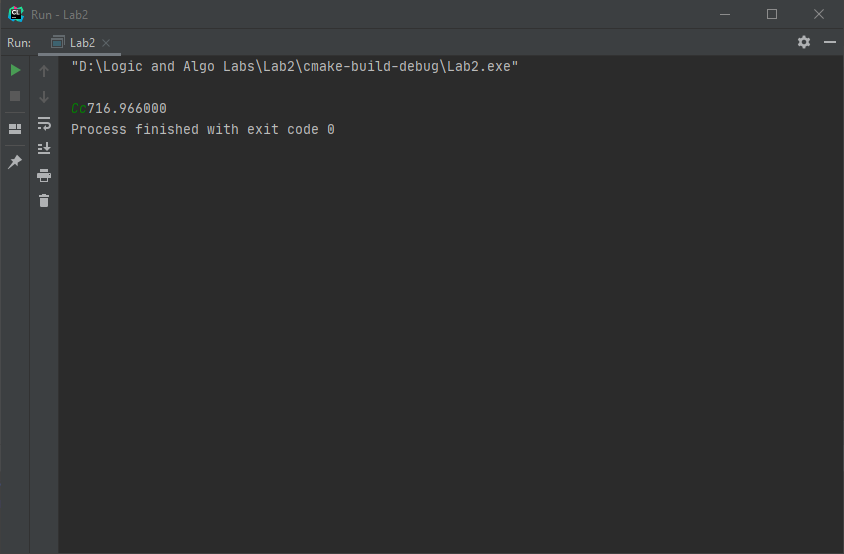 CL
Run - Lab2
Run: Lab2
"D:\Logic and Algo Labs\Lab2\cmake-build-debug\Lab2.exe"
Cc716.966000
Process finished with exit code 0